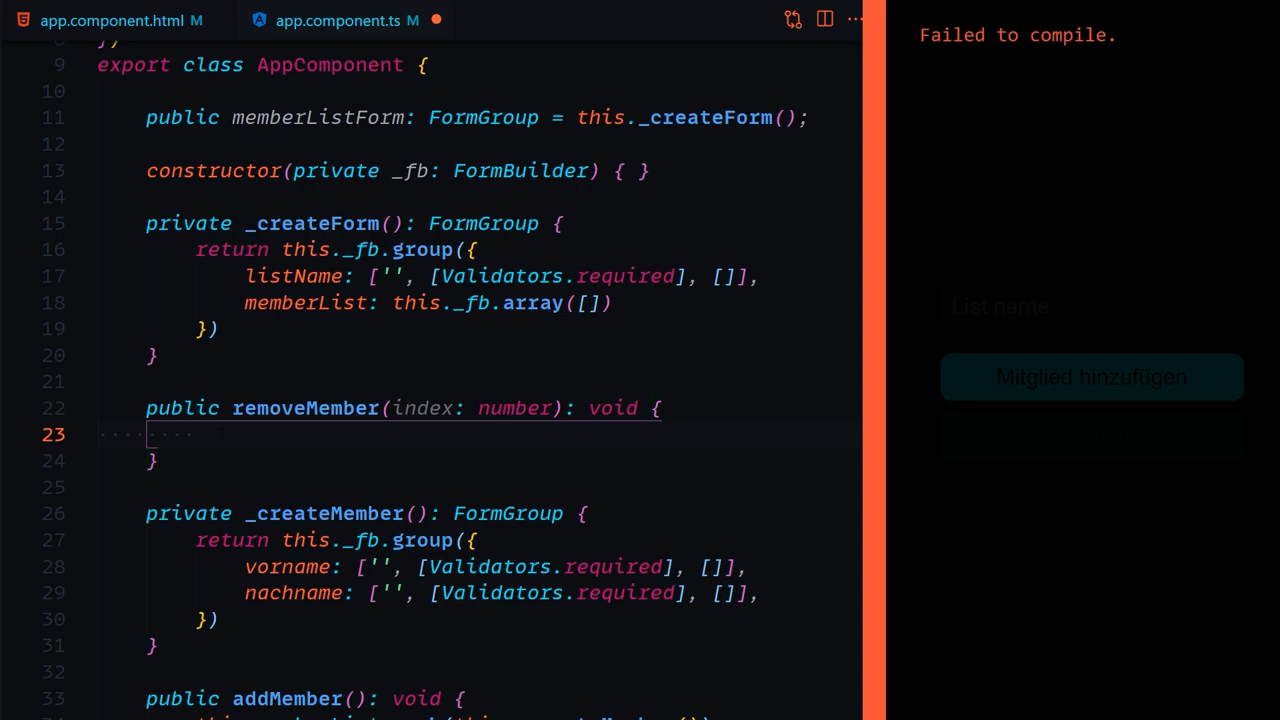 app.component.html M
app.component.ts M
Failed to compile.
8 })
9 export class AppComponent {
10
11 public memberListForm: FormGroup = this._createForm();
12
13 constructor(private _fb: FormBuilder) { }
14
15 private _createForm(): FormGroup {
16 return this._fb.group({
17 listName: ['', [Validators.required], []],
18 memberList: this._fb.array([])
19 })
20 }
21
22 public removeMember(index: number): void {
23
24 }
25
26 private _createMember(): FormGroup {
27 return this._fb.group({
28 vorname: ['', [Validators.required], []],
29 nachname: ['', [Validators.required], []],
30 })
31 }
32
33 public addMember(): void {
List name
Mitglied hinzufügen